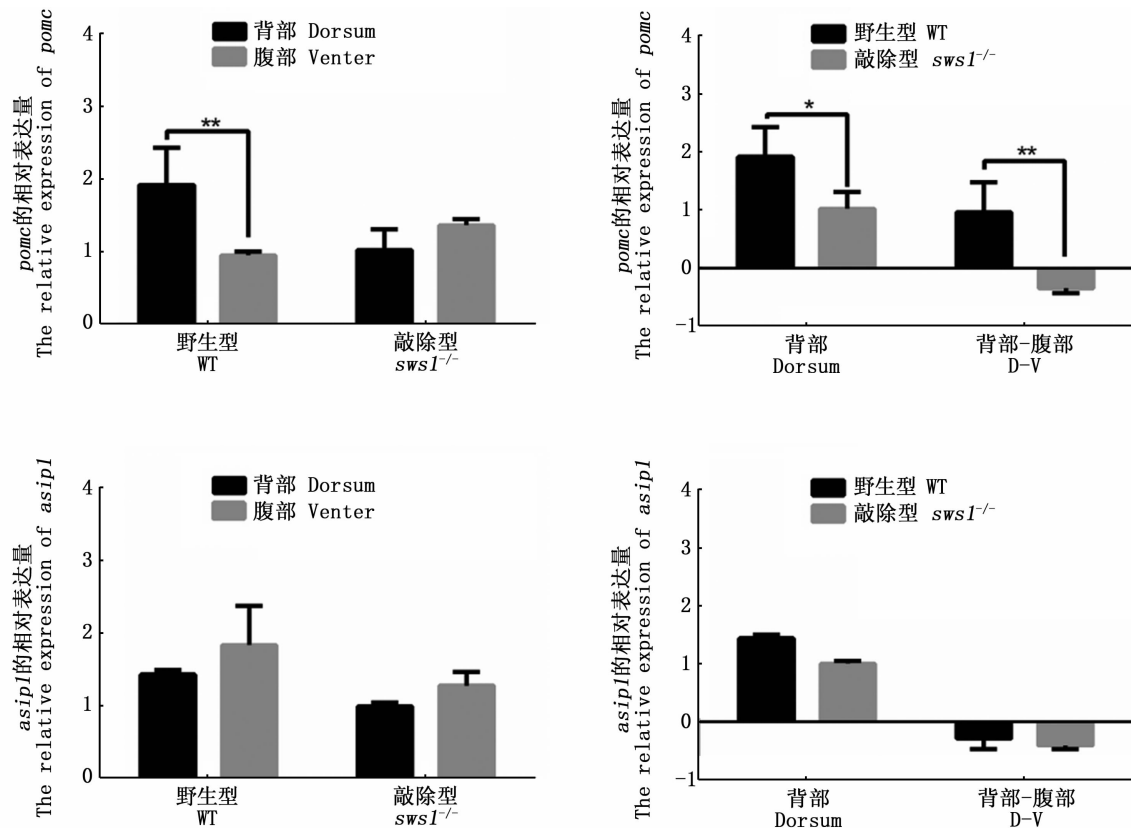 pomc的相对表达量
The relative expression of pomc
4
3
2
1
0
背部 Dorsum
腹部 Venter
**
野生型
WT
敲除型
sws1⁻/⁻
pomc的相对表达量
The relative expression of pomc
4
3
2
1
0
-1
野生型 WT
敲除型 sws1⁻/⁻
*
**
背部
Dorsum
背部-腹部
D-V
asip1的相对表达量
The relative expression of asip1
4
3
2
1
0
背部 Dorsum
腹部 Venter
野生型
WT
敲除型
sws1⁻/⁻
asip1的相对表达量
The relative expression of asip1
4
3
2
1
0
-1
野生型 WT
敲除型 sws1⁻/⁻
背部
Dorsum
背部-腹部
D-V